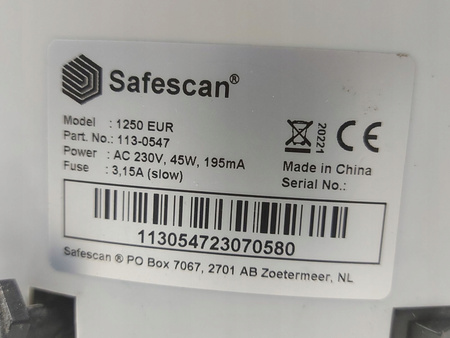 Safescan®
Model : 1250 EUR
Part. No.: 113-0547
Power : AC 230V, 45W, 195mA
Fuse : 3,15A (slow)
20221
CE
Made in China
Serial No.:
113054723070580
Safescan ® PO Box 7067, 2701 AB Zoetermeer, NL